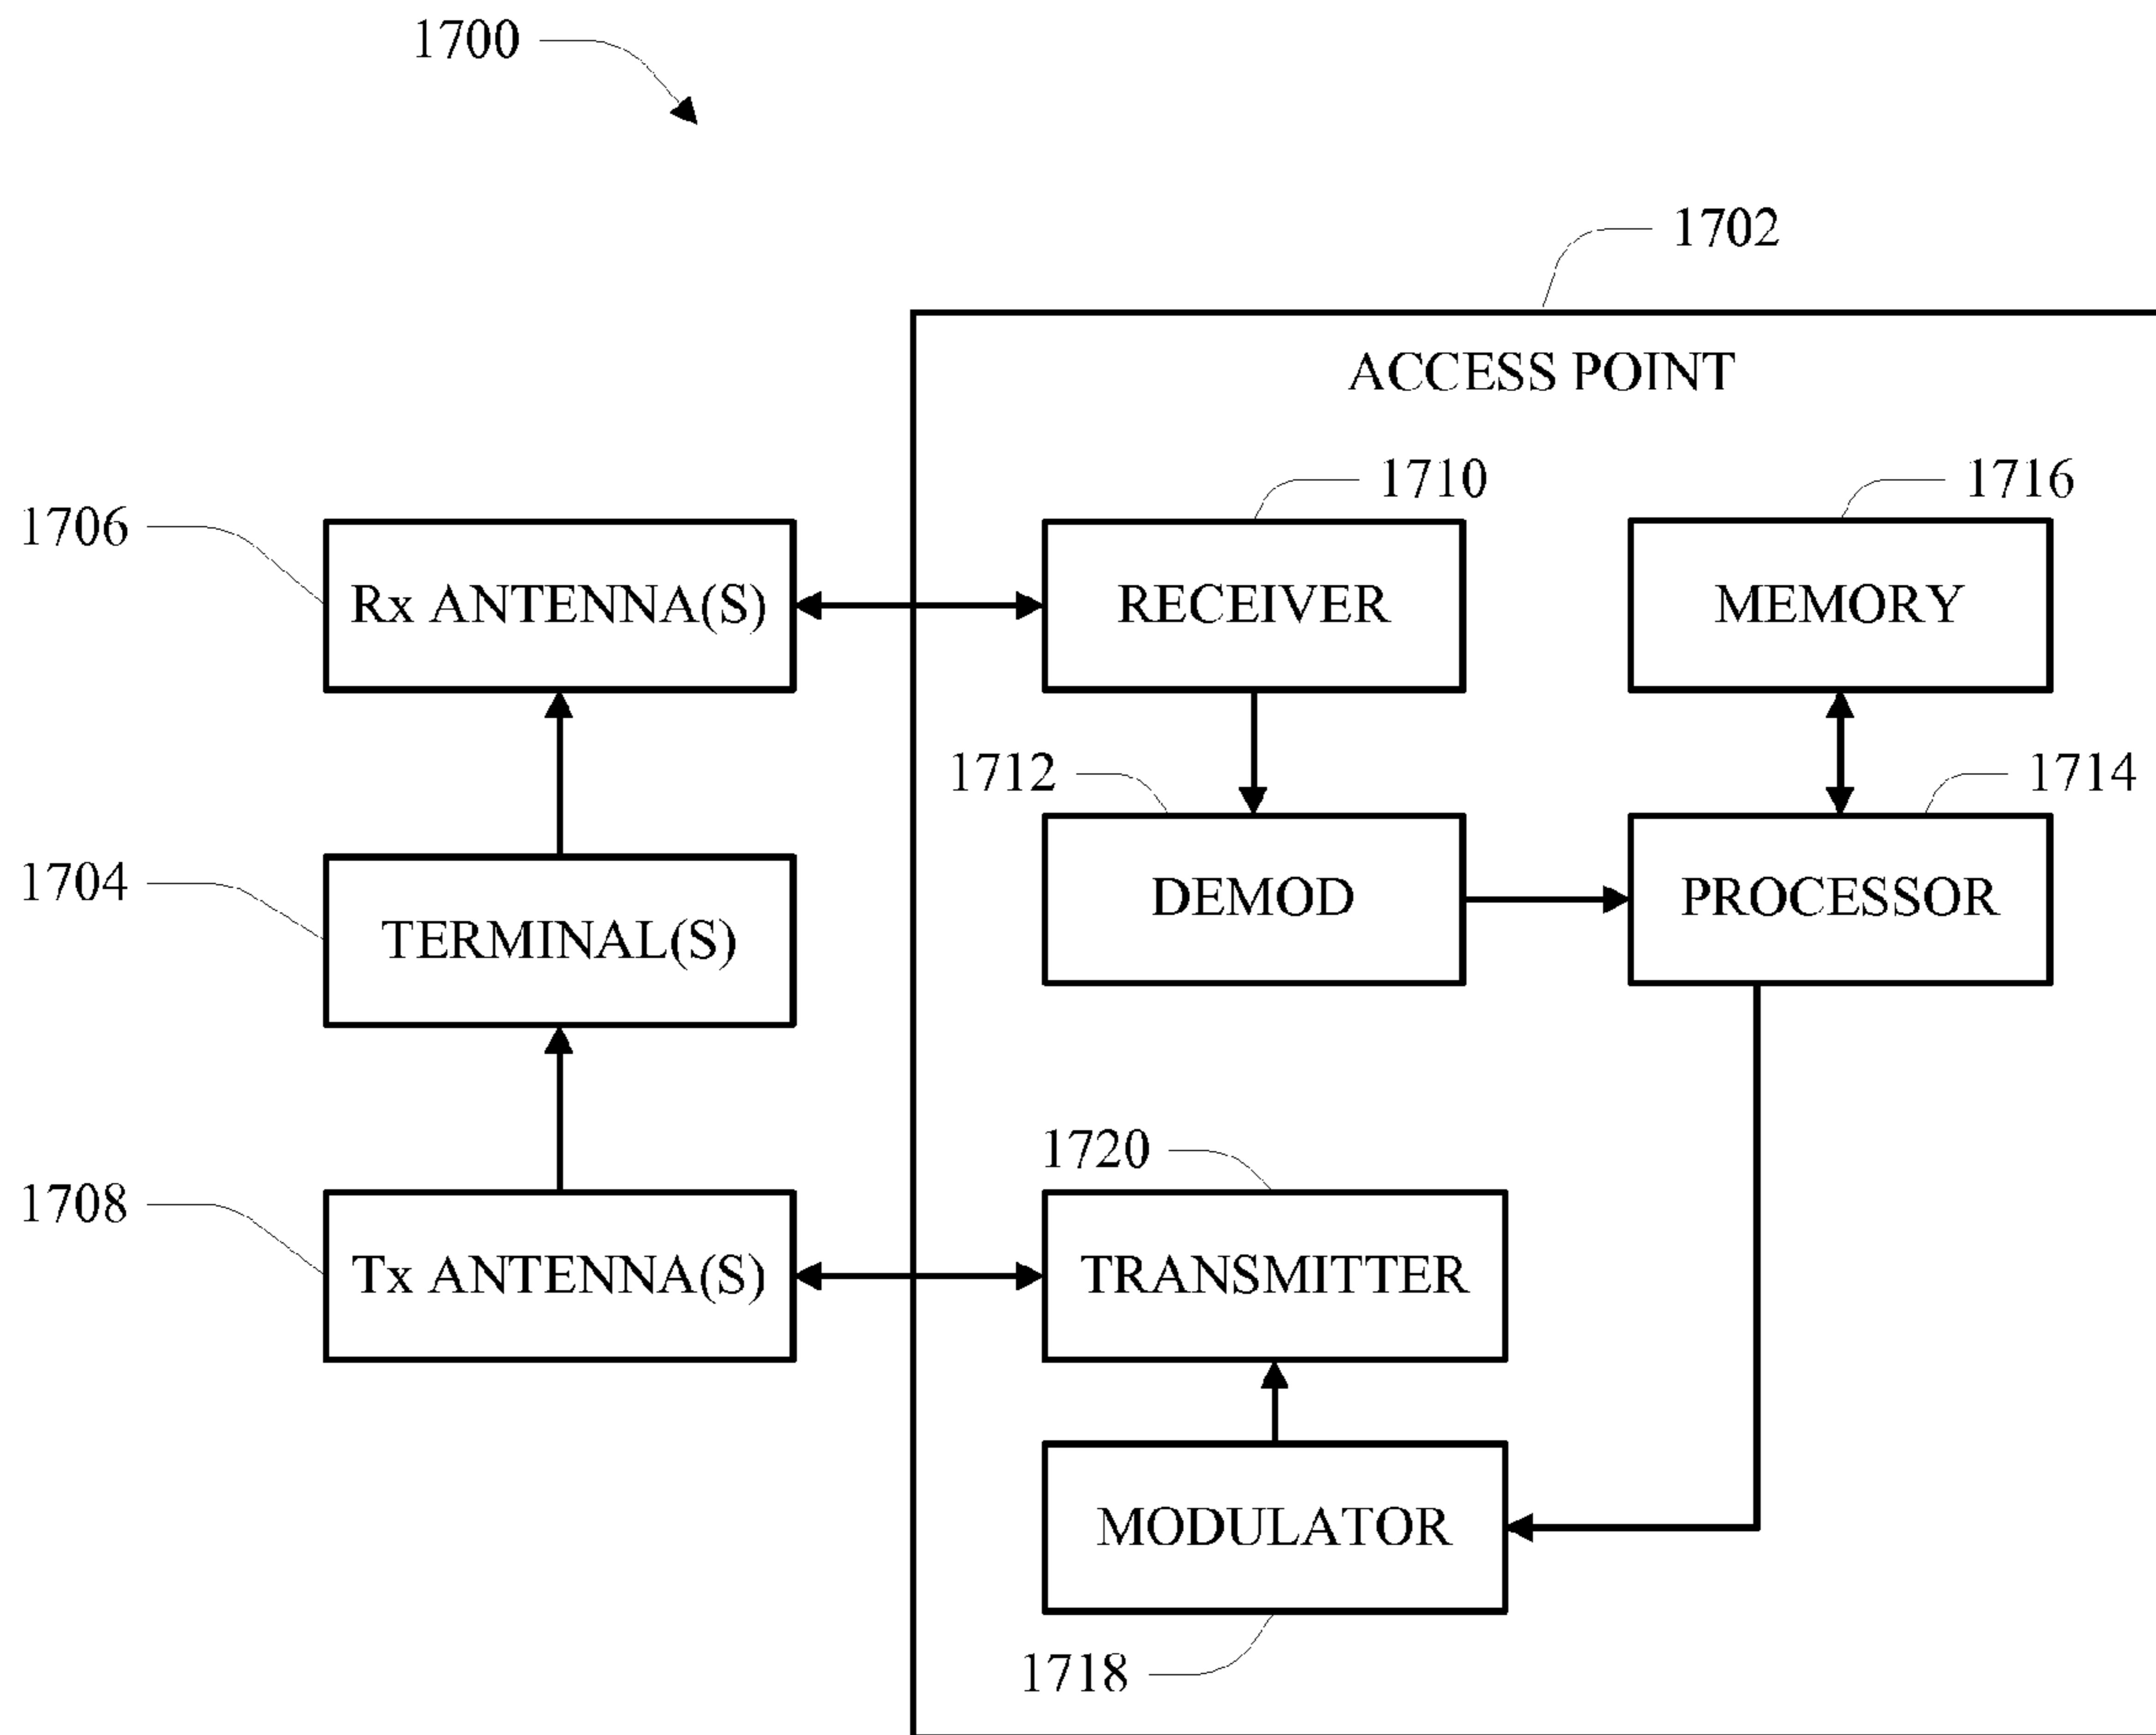 1700
1702
ACCESS POINT
1710
1716
1706
Rx ANTENNA(S)
RECEIVER
MEMORY
1712
1714
1704
TERMINAL(S)
DEMOD
PROCESSOR
1720
1708
Tx ANTENNA(S)
TRANSMITTER
MODULATOR
1718